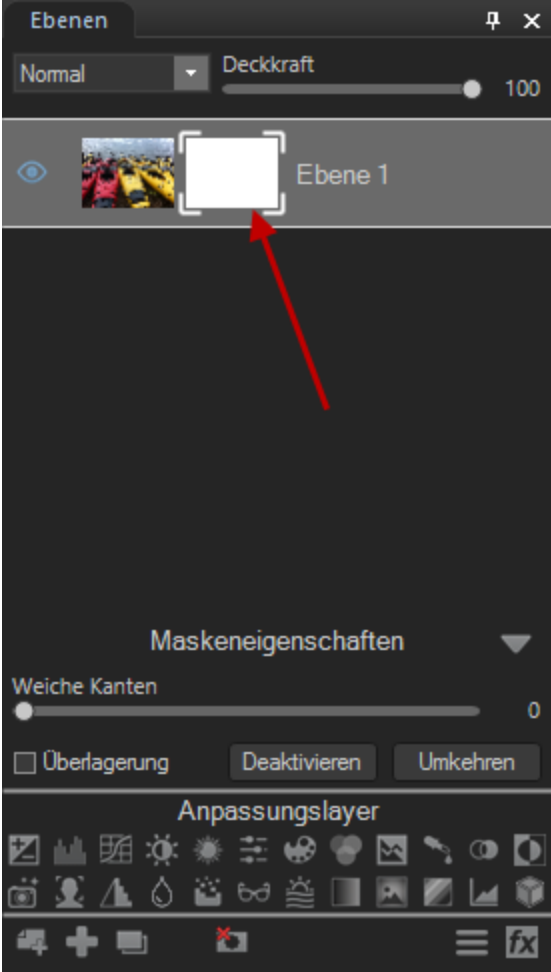 Ebenen
Normal
Deckkraft
100
Ebene 1
Maskeneigenschaften
Weiche Kanten
0
Überlagerung Deaktivieren Umkehren
Anpassungslayer
fx